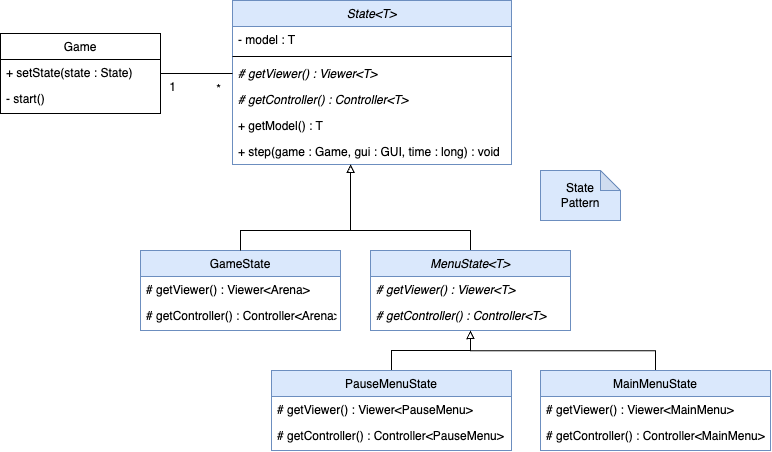 State<T>
- model : T
# getViewer() : Viewer<T>
# getController() : Controller<T>
+ getModel() : T
+ step(game : Game, gui : GUI, time : long) : void
Game
+ setState(state : State)
- start()
1
*
State
Pattern
GameState
# getViewer() : Viewer<Arena>
# getController() : Controller<Arena>
MenuState<T>
# getViewer() : Viewer<T>
# getController() : Controller<T>
PauseMenuState
# getViewer() : Viewer<PauseMenu>
# getController() : Controller<PauseMenu>
MainMenuState
# getViewer() : Viewer<MainMenu>
# getController() : Controller<MainMenu>